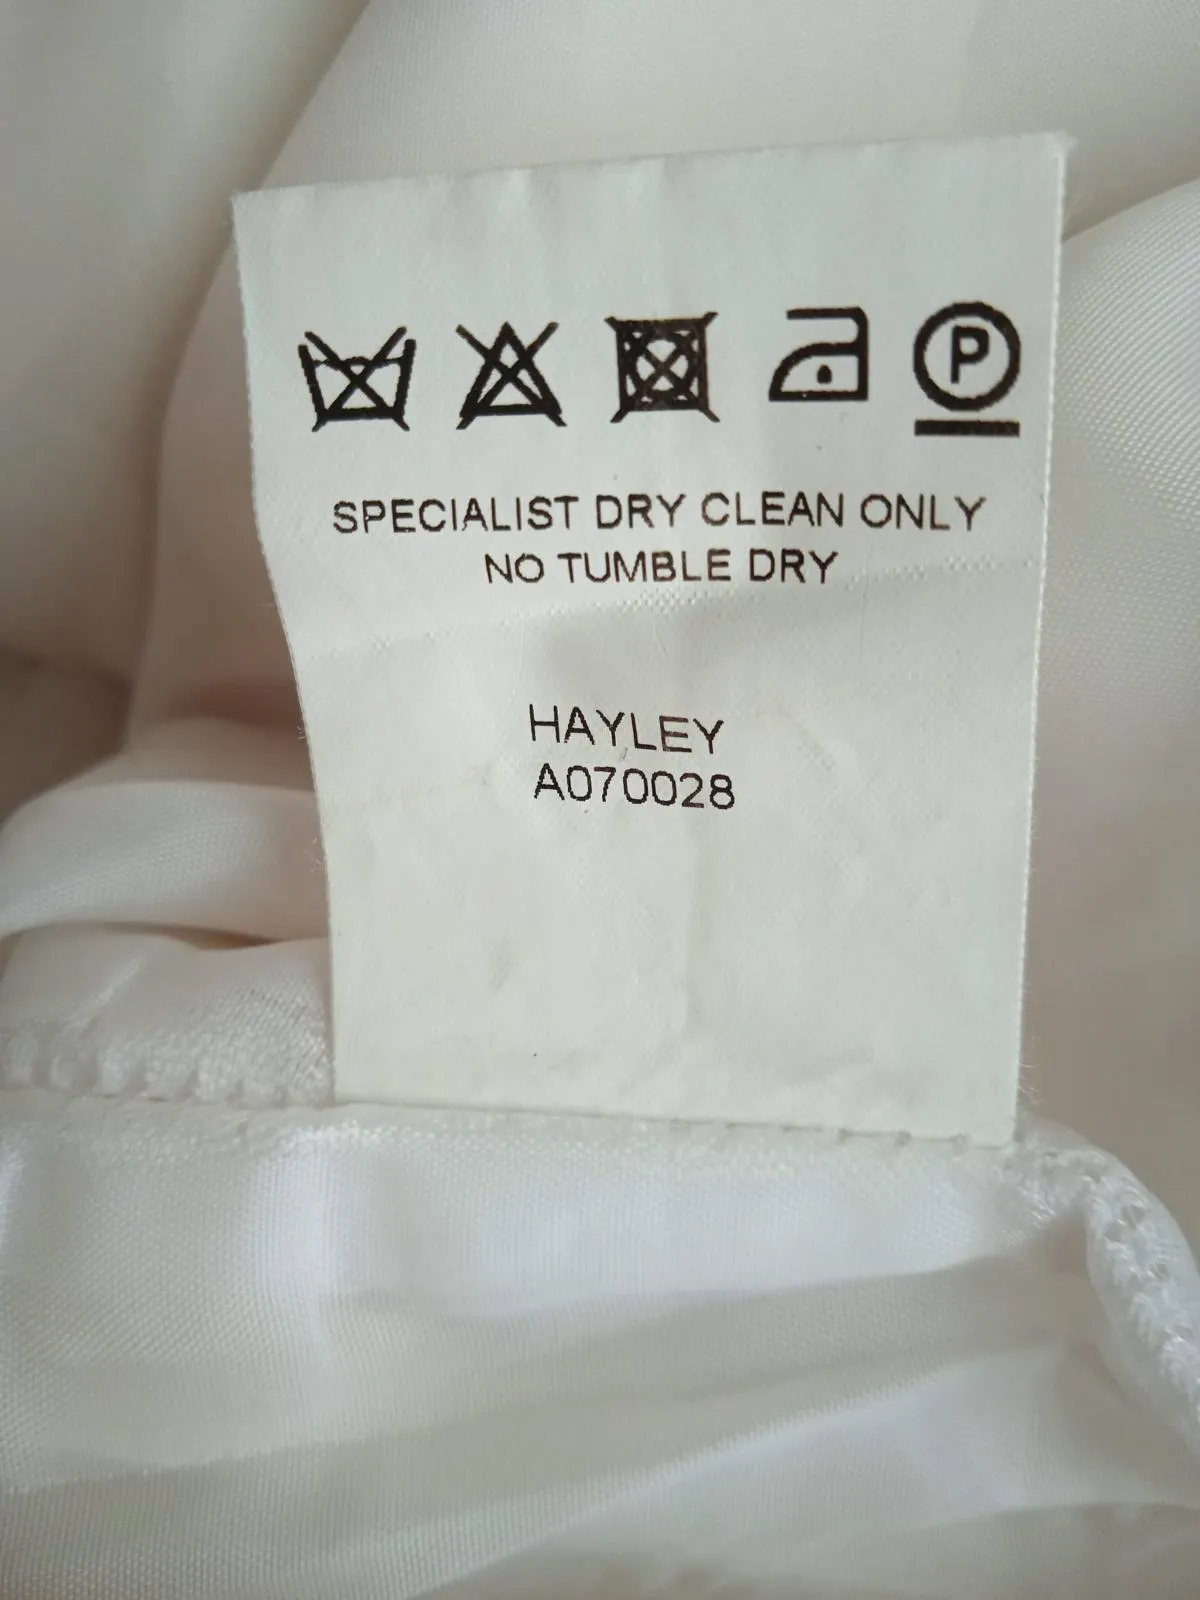 P
SPECIALIST DRY CLEAN ONLY
NO TUMBLE DRY
HAYLEY
A070028